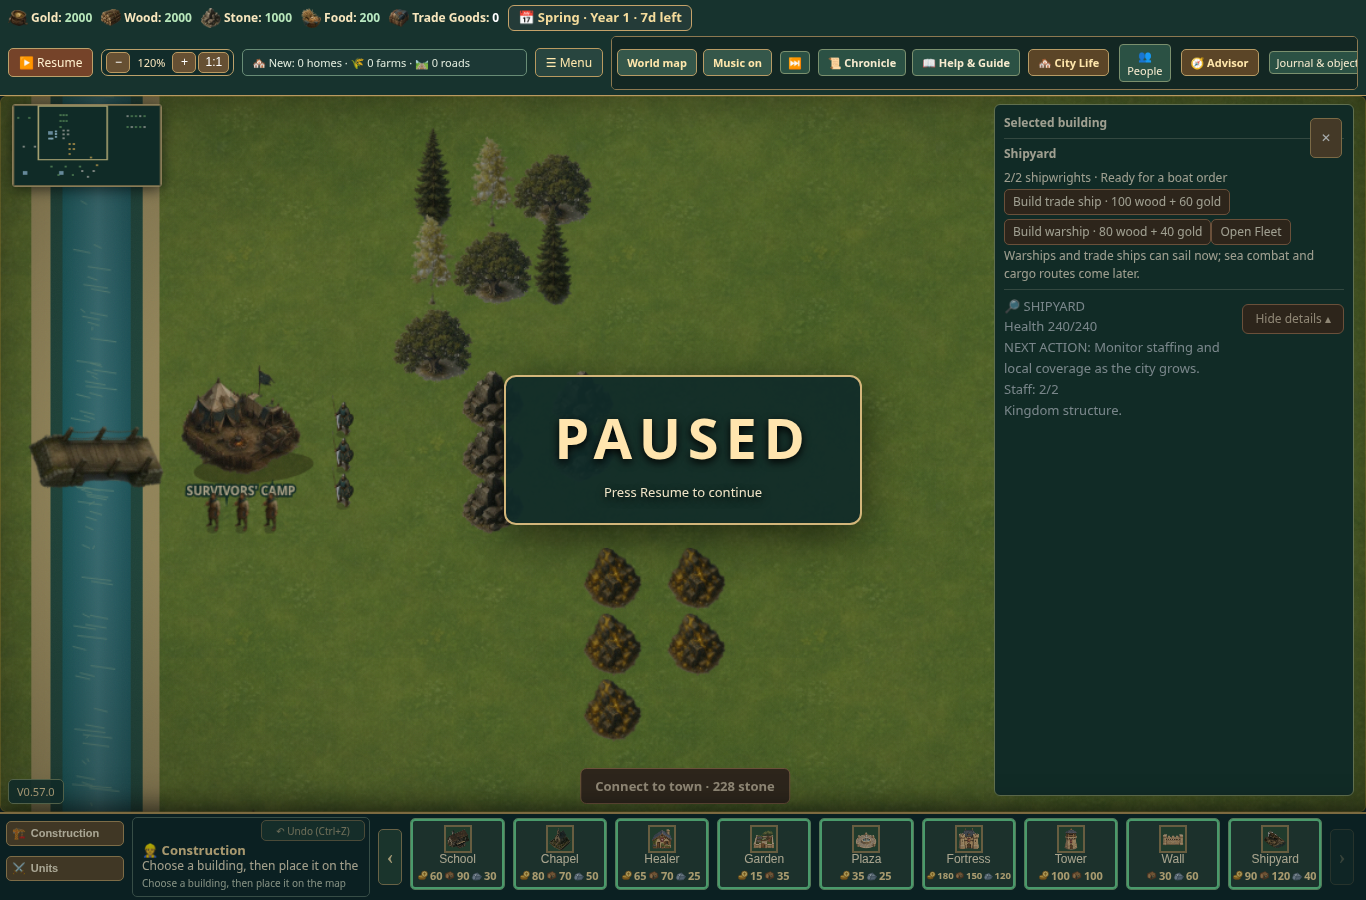 Gold: 2000 Wood: 2000 Stone: 1000 Food: 200 Trade Goods: 0 Spring · Year 1 · 7d left
Resume − 120% + 1:1 New: 0 homes · 0 farms · 0 roads ☰ Menu World map Music on Chronicle Help & Guide City Life People Advisor Journal & object
Selected building
×
Shipyard
2/2 shipwrights · Ready for a boat order
Build trade ship · 100 wood + 60 gold
Build warship · 80 wood + 40 gold Open Fleet
Warships and trade ships can sail now; sea combat and
cargo routes come later.
SHIPYARD
Hide details ▴
Health 240/240
NEXT ACTION: Monitor staffing and
local coverage as the city grows.
Staff: 2/2
Kingdom structure.
PAUSED
Press Resume to continue
SURVIVORS' CAMP
Connect to town · 228 stone
V0.57.0
Construction
Units
↶ Undo (Ctrl+Z)
Construction
Choose a building, then place it on the
Choose a building, then place it on the map
‹
School Chapel Healer Garden Plaza Fortress Tower Wall Shipyard
60 90 30 80 70 50 65 70 25 15 35 35 25 180 150 120 100 100 30 60 90 120 40
›